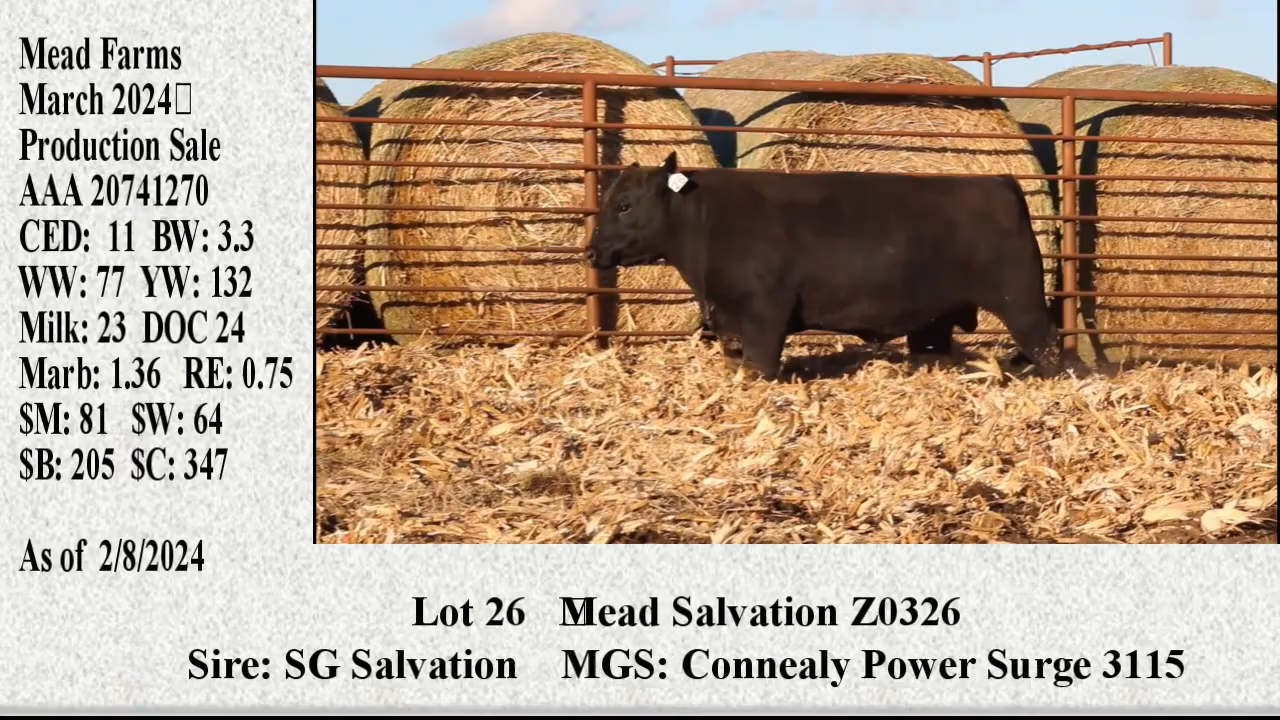 Mead Farms
March 2024
Production Sale
AAA 20741270
CED: 11 BW: 3.3
WW: 77 YW: 132
Milk: 23 DOC 24
Marb: 1.36 RE: 0.75
$M: 81 $W: 64
$B: 205 $C: 347
As of 2/8/2024
Lot 26 Mead Salvation Z0326
Sire: SG Salvation MGS: Connealy Power Surge 3115